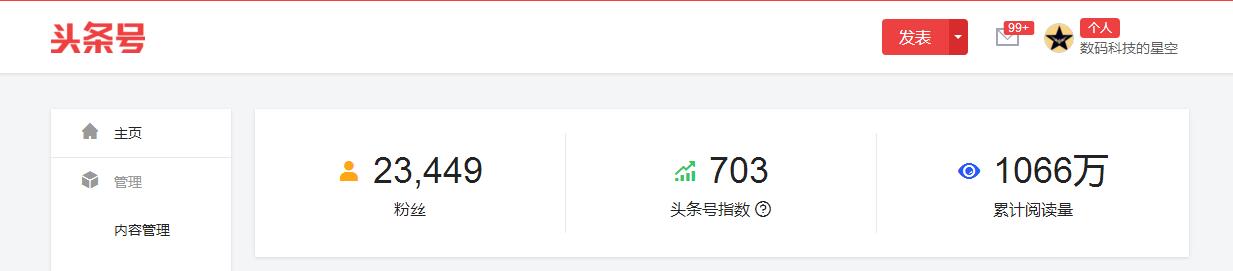 头条号
发表
99+
个人
数码科技的星空
主页
管理
内容管理
23,449
粉丝
703
头条号指数
1066万
累计阅读量